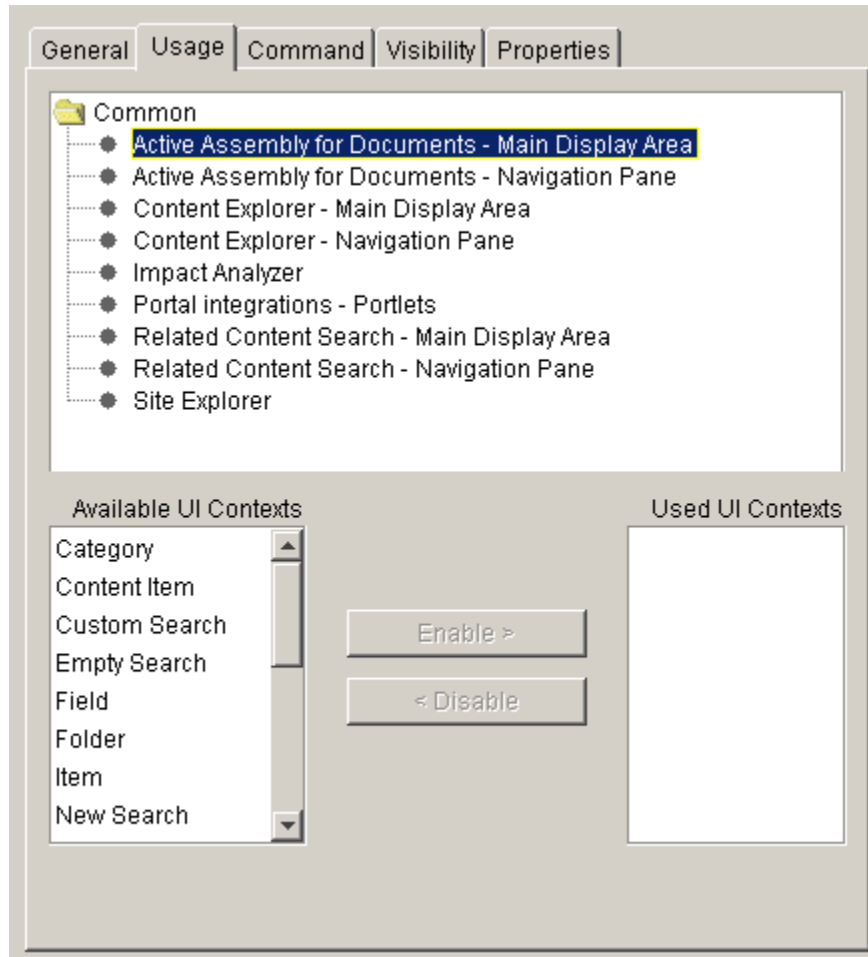 General Usage Command Visibility Properties
Common
Active Assembly for Documents - Main Display Area
Active Assembly for Documents - Navigation Pane
Content Explorer - Main Display Area
Content Explorer - Navigation Pane
Impact Analyzer
Portal integrations - Portlets
Related Content Search - Main Display Area
Related Content Search - Navigation Pane
Site Explorer
Available UI Contexts
Category
Content Item
Custom Search
Empty Search
Field
Folder
Item
New Search
Enable >
< Disable
Used UI Contexts